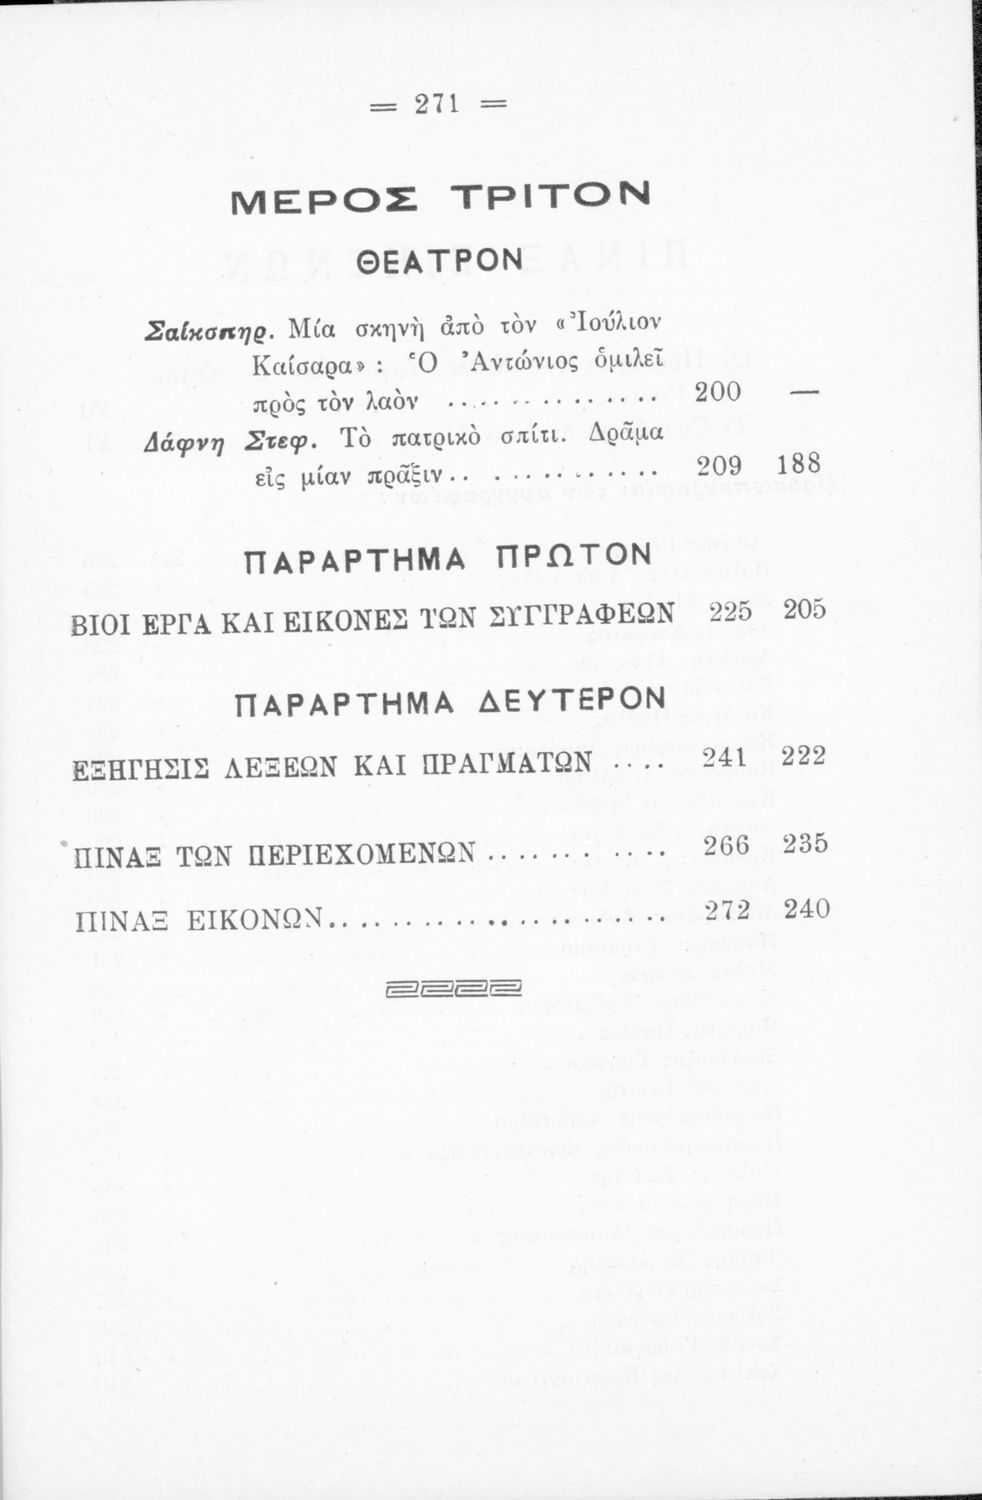 = 271 =
ΜΕΡΟΣ ΤΡΙΤΟΝ
ΘΕΑΤΡΟΝ
Σαίκσπηρ. Μία σκηνὴ ἀπὸ τὸν «Ἰούλιον
Καίσαρα» : Ὁ Ἀντώνιος ὁμιλεῖ
πρὸς τὸν λαὸν .................. 200 —
Δάφνη Στεφ. Τὸ πατρικὸ σπίτι. Δρᾶμα
εἰς μίαν πρᾶξιν.............. 209 188
ΠΑΡΑΡΤΗΜΑ ΠΡΩΤΟΝ
ΒΙΟΙ ΕΡΓΑ ΚΑΙ ΕΙΚΟΝΕΣ ΤΩΝ ΣΥΓΓΡΑΦΕΩΝ 225 205
ΠΑΡΑΡΤΗΜΑ ΔΕΥΤΕΡΟΝ
ΕΞΗΓΗΣΙΣ ΛΕΞΕΩΝ ΚΑΙ ΠΡΑΓΜΑΤΩΝ .... 241 222
ΠΙΝΑΞ ΤΩΝ ΠΕΡΙΕΧΟΜΕΝΩΝ ............ 266 235
ΠΙΝΑΞ ΕΙΚΟΝΩΝ...................... 272 240